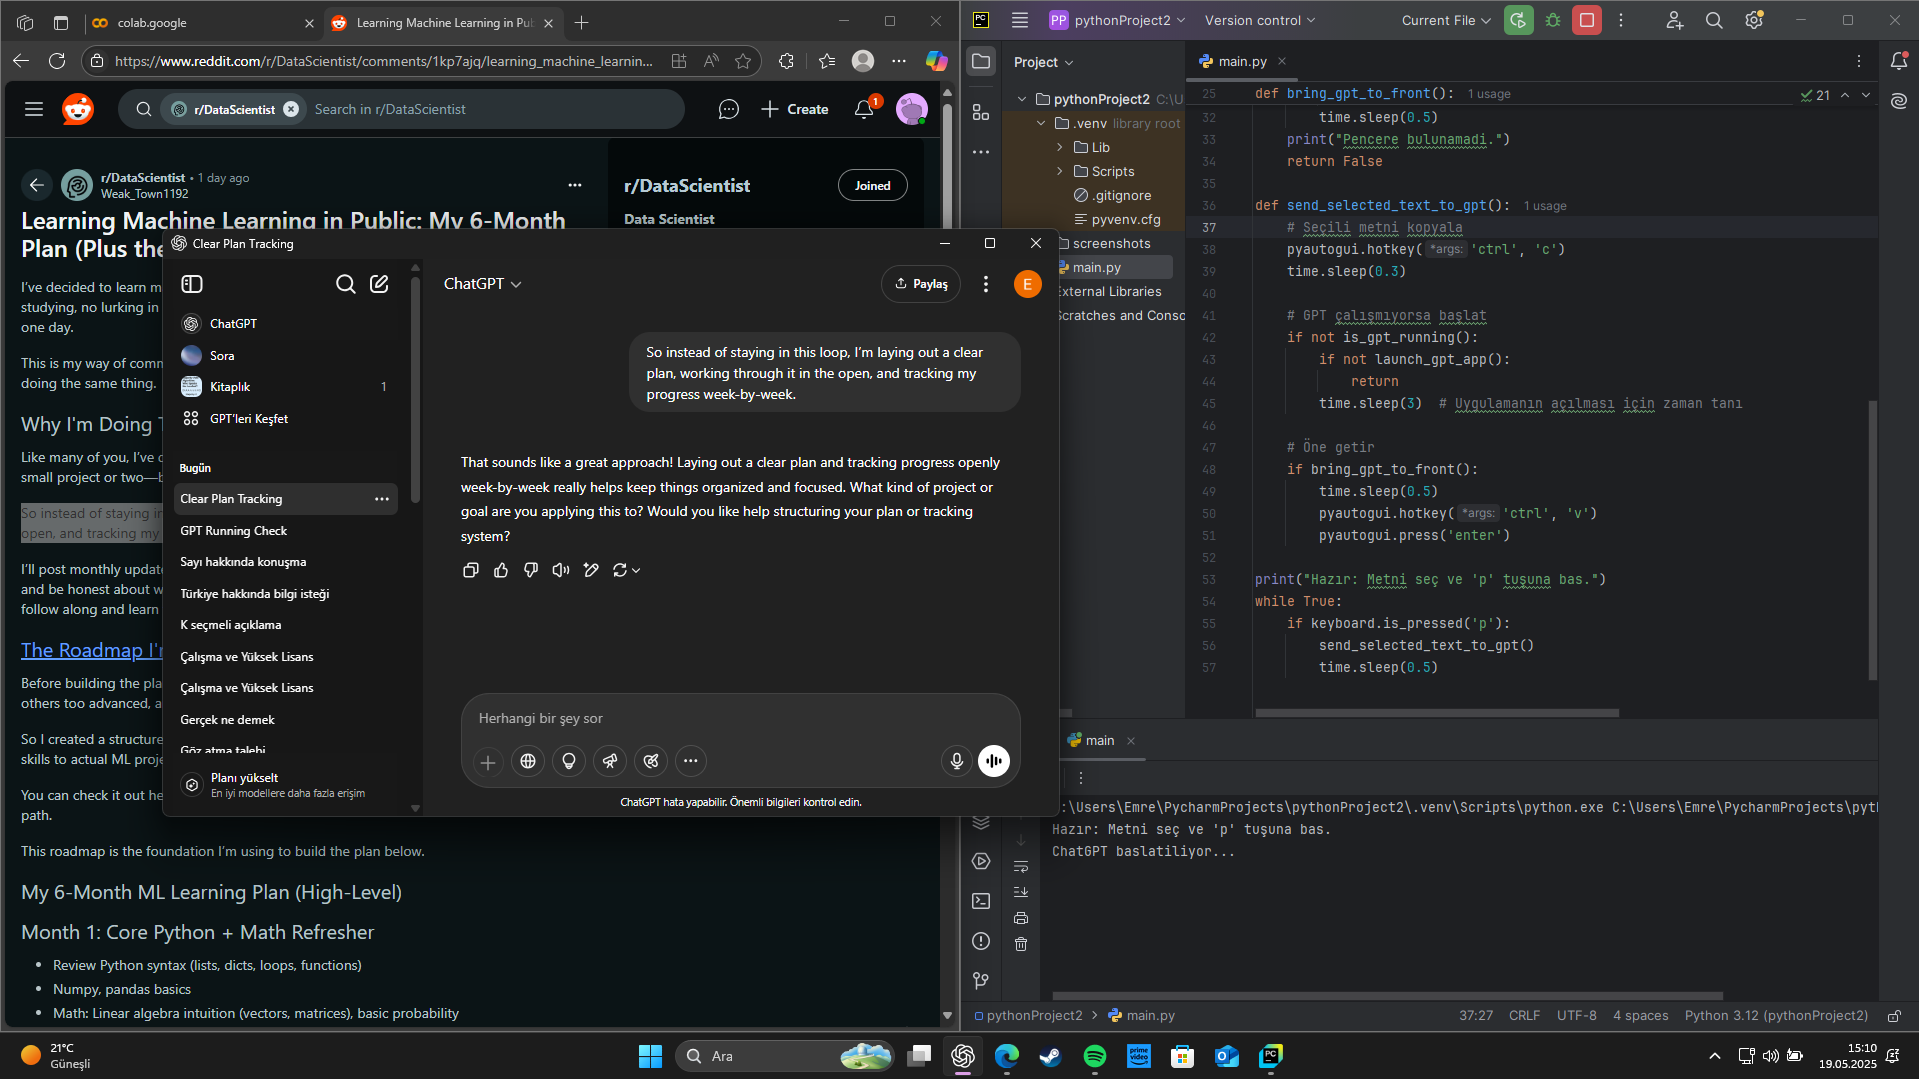 colab.google
Learning Machine Learning in Pub
https://www.reddit.com/r/DataScientist/comments/1kp7ajq/learning_machine_learnin...
r/DataScientist
Search in r/DataScientist
Create
1
r/DataScientist • 1 day ago
Weak_Town1192
Learning Machine Learning in Public: My 6-Month
Plan (Plus the
I've decided to learn m
studying, no lurking in
one day.
This is my way of comm
doing the same thing.
Why I'm Doing T
Like many of you, I've c
small project or two—b
So instead of staying in
open, and tracking my
I'll post monthly update
and be honest about w
follow along and learn
The Roadmap I'm
Before building the pla
others too advanced, a
So I created a structure
skills to actual ML proje
You can check it out he
path.
This roadmap is the foundation I'm using to build the plan below.
My 6-Month ML Learning Plan (High-Level)
Month 1: Core Python + Math Refresher
• Review Python syntax (lists, dicts, loops, functions)
• Numpy, pandas basics
• Math: Linear algebra intuition (vectors, matrices), basic probability
r/DataScientist
Joined
Data Scientist
Clear Plan Tracking
ChatGPT
Sora
Kitaplık 1
GPT'leri Keşfet
Bugün
Clear Plan Tracking
GPT Running Check
Sayı hakkında konuşma
Türkiye hakkında bilgi isteği
K seçmeli açıklama
Çalışma ve Yüksek Lisans
Çalışma ve Yüksek Lisans
Gerçek ne demek
Göz atma talebi
Planı yükselt
En iyi modellere daha fazla erişim
ChatGPT
Paylaş
E
So instead of staying in this loop, I'm laying out a clear
plan, working through it in the open, and tracking my
progress week-by-week.
That sounds like a great approach! Laying out a clear plan and tracking progress openly
week-by-week really helps keep things organized and focused. What kind of project or
goal are you applying this to? Would you like help structuring your plan or tracking
system?
Herhangi bir şey sor
ChatGPT hata yapabilir. Önemli bilgileri kontrol edin.
PC
PP pythonProject2
Version control
Current File
Project
main.py
pythonProject2 C:\U
.venv library root
Lib
Scripts
.gitignore
pyvenv.cfg
screenshots
main.py
External Libraries
Scratches and Conso
21
25 def bring_gpt_to_front(): 1 usage
32 time.sleep(0.5)
33 print("Pencere bulunamadi.")
34 return False
35
36 def send_selected_text_to_gpt(): 1 usage
37 # Seçili metni kopyala
38 pyautogui.hotkey( *args: 'ctrl', 'c')
39 time.sleep(0.3)
40
41 # GPT çalışmıyorsa başlat
42 if not is_gpt_running():
43 if not launch_gpt_app():
44 return
45 time.sleep(3) # Uygulamanın açılması için zaman tanı
46
47 # Öne getir
48 if bring_gpt_to_front():
49 time.sleep(0.5)
50 pyautogui.hotkey( *args: 'ctrl', 'v')
51 pyautogui.press('enter')
52
53 print("Hazır: Metni seç ve 'p' tuşuna bas.")
54 while True:
55 if keyboard.is_pressed('p'):
56 send_selected_text_to_gpt()
57 time.sleep(0.5)
main
:\Users\Emre\PycharmProjects\pythonProject2\.venv\Scripts\python.exe C:\Users\Emre\PycharmProjects\pyth
Hazır: Metni seç ve 'p' tuşuna bas.
ChatGPT baslatiliyor...
pythonProject2
main.py
37:27 CRLF UTF-8 4 spaces Python 3.12 (pythonProject2)
21°C
Güneşli
Ara
prime video
PC
15:10
19.05.2025